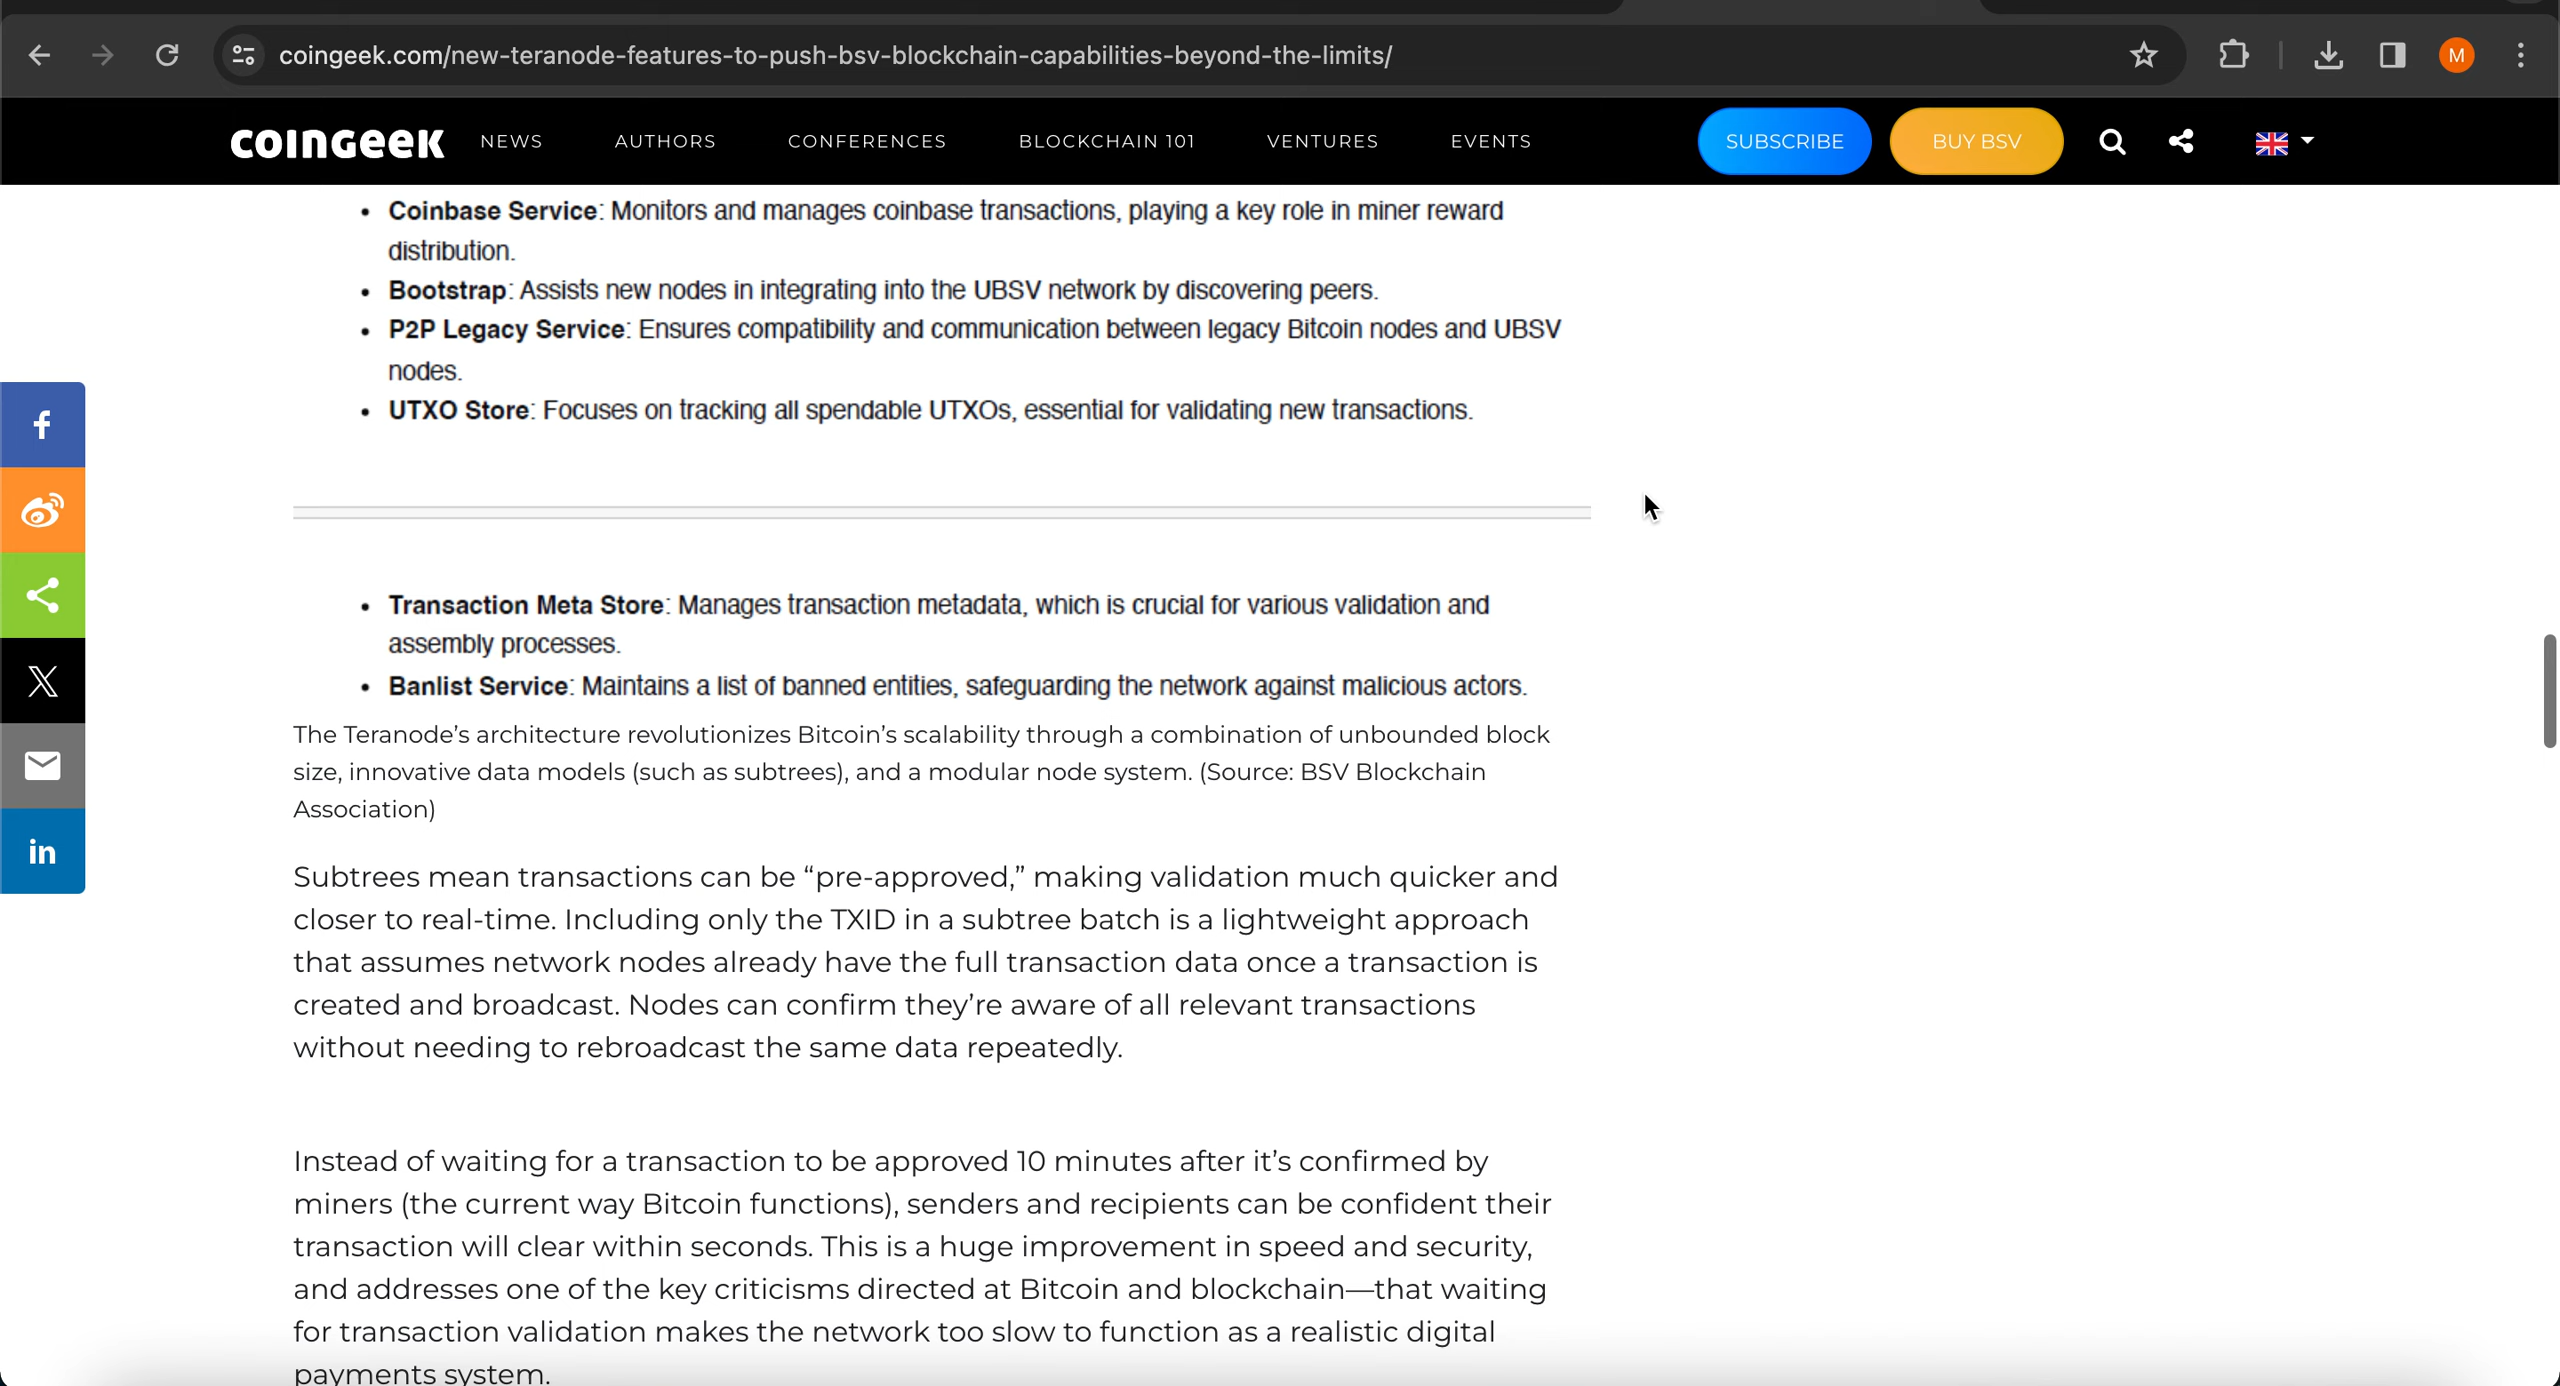 coingeek.com/new-teranode-features-to-push-bsv-blockchain-capabilities-beyond-the-limits/
M
COINGEEK
NEWS
AUTHORS
CONFERENCES
BLOCKCHAIN 101
VENTURES
EVENTS
SUBSCRIBE
BUY BSV
• Coinbase Service: Monitors and manages coinbase transactions, playing a key role in miner reward
distribution.
• Bootstrap: Assists new nodes in integrating into the UBSV network by discovering peers.
• P2P Legacy Service: Ensures compatibility and communication between legacy Bitcoin nodes and UBSV
nodes.
• UTXO Store: Focuses on tracking all spendable UTXOs, essential for validating new transactions.
• Transaction Meta Store: Manages transaction metadata, which is crucial for various validation and
assembly processes.
• Banlist Service: Maintains a list of banned entities, safeguarding the network against malicious actors.
The Teranode’s architecture revolutionizes Bitcoin’s scalability through a combination of unbounded block
size, innovative data models (such as subtrees), and a modular node system. (Source: BSV Blockchain
Association)
Subtrees mean transactions can be “pre-approved,” making validation much quicker and
closer to real-time. Including only the TXID in a subtree batch is a lightweight approach
that assumes network nodes already have the full transaction data once a transaction is
created and broadcast. Nodes can confirm they’re aware of all relevant transactions
without needing to rebroadcast the same data repeatedly.
Instead of waiting for a transaction to be approved 10 minutes after it’s confirmed by
miners (the current way Bitcoin functions), senders and recipients can be confident their
transaction will clear within seconds. This is a huge improvement in speed and security,
and addresses one of the key criticisms directed at Bitcoin and blockchain—that waiting
for transaction validation makes the network too slow to function as a realistic digital
payments system.